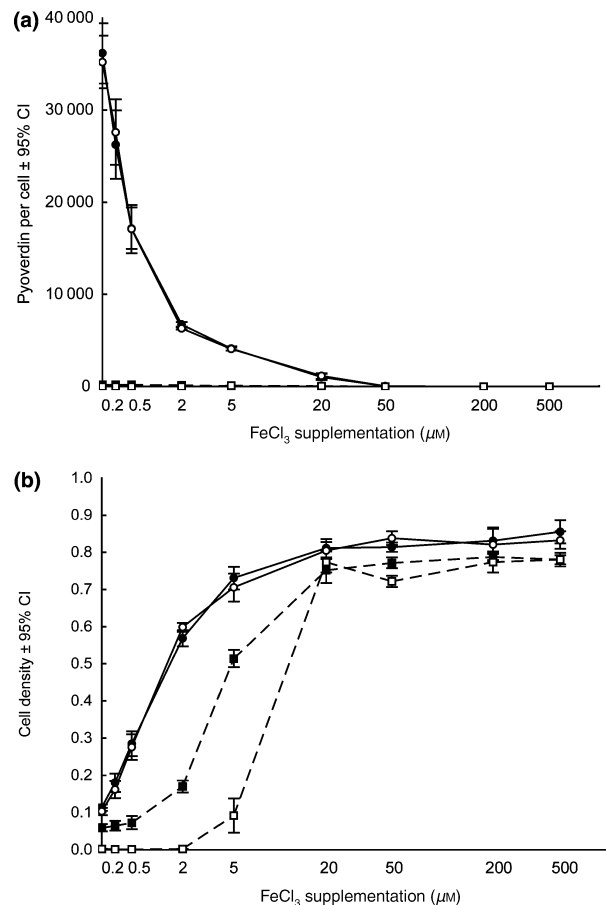 (a)
40 000
30 000
20 000
10 000
0
Pyoverdin per cell ± 95% CI
0.2 0.5 2 5 20 50 200 500
FeCl₃ supplementation (μM)
(b)
1.0
0.9
0.8
0.7
0.6
0.5
0.4
0.3
0.2
0.1
0.0
Cell density ± 95% CI
0.2 0.5 2 5 20 50 200 500
FeCl₃ supplementation (μM)